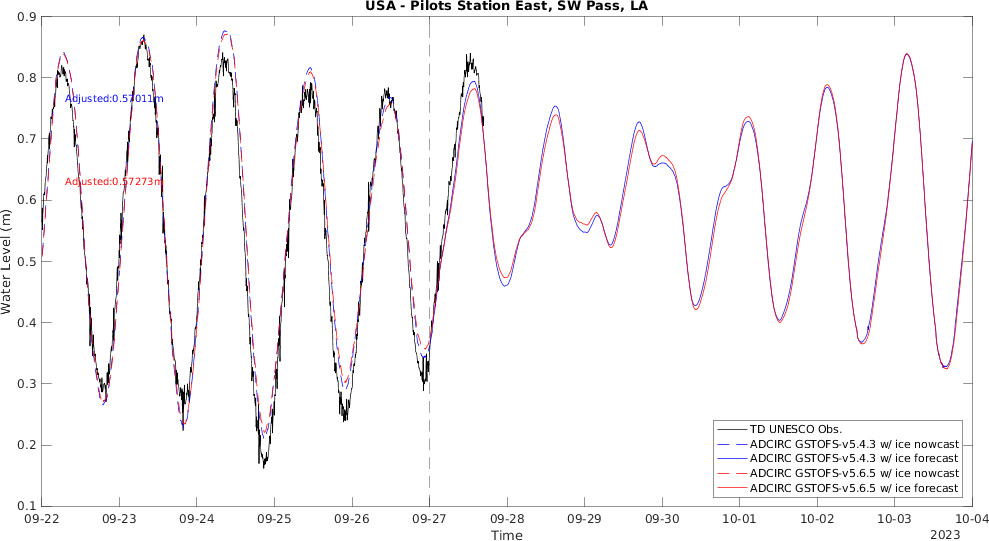 USA - Pilots Station East, SW Pass, LA
0.9
0.8
0.7
0.6
0.5
0.4
0.3
0.2
0.1
Water Level (m)
Adjusted:0.57011m
Adjusted:0.57273m
TD UNESCO Obs.
ADCIRC GSTOFS-v5.4.3 w/ ice nowcast
ADCIRC GSTOFS-v5.4.3 w/ ice forecast
ADCIRC GSTOFS-v5.6.5 w/ ice nowcast
ADCIRC GSTOFS-v5.6.5 w/ ice forecast
09-22 09-23 09-24 09-25 09-26 09-27 09-28 09-29 09-30 10-01 10-02 10-03 10-04
Time
2023